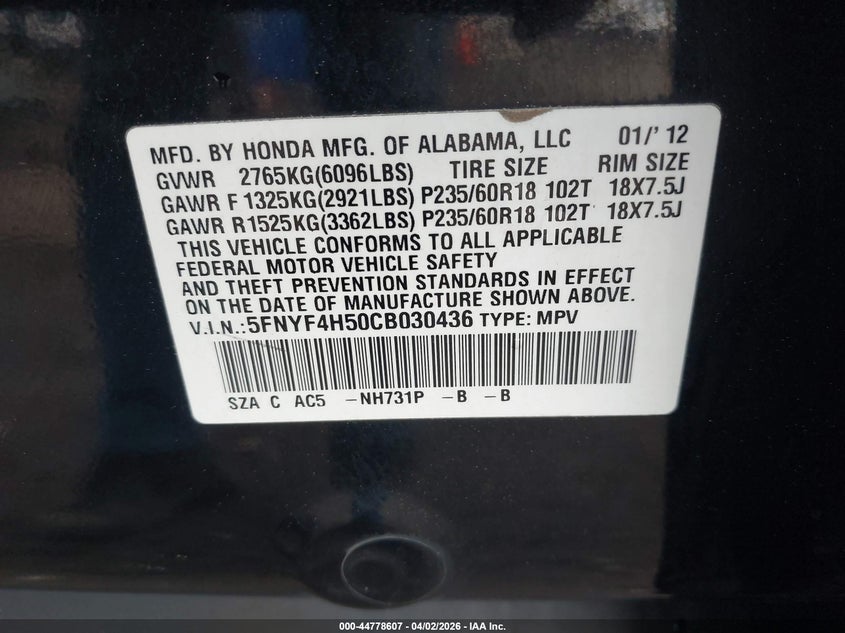 MFD. BY HONDA MFG. OF ALABAMA, LLC 01/'12
GVWR 2765KG(6096LBS) TIRE SIZE RIM SIZE
GAWR F 1325KG(2921LBS) P235/60R18 102T 18X7.5J
GAWR R1525KG(3362LBS) P235/60R18 102T 18X7.5J
THIS VEHICLE CONFORMS TO ALL APPLICABLE
FEDERAL MOTOR VEHICLE SAFETY
AND THEFT PREVENTION STANDARDS IN EFFECT
ON THE DATE OF MANUFACTURE SHOWN ABOVE.
V.I.N.:5FNYF4H50CB030436 TYPE: MPV
SZA C AC5 -NH731P -B -B
000-44778607 - 04/02/2026 - IAA Inc.